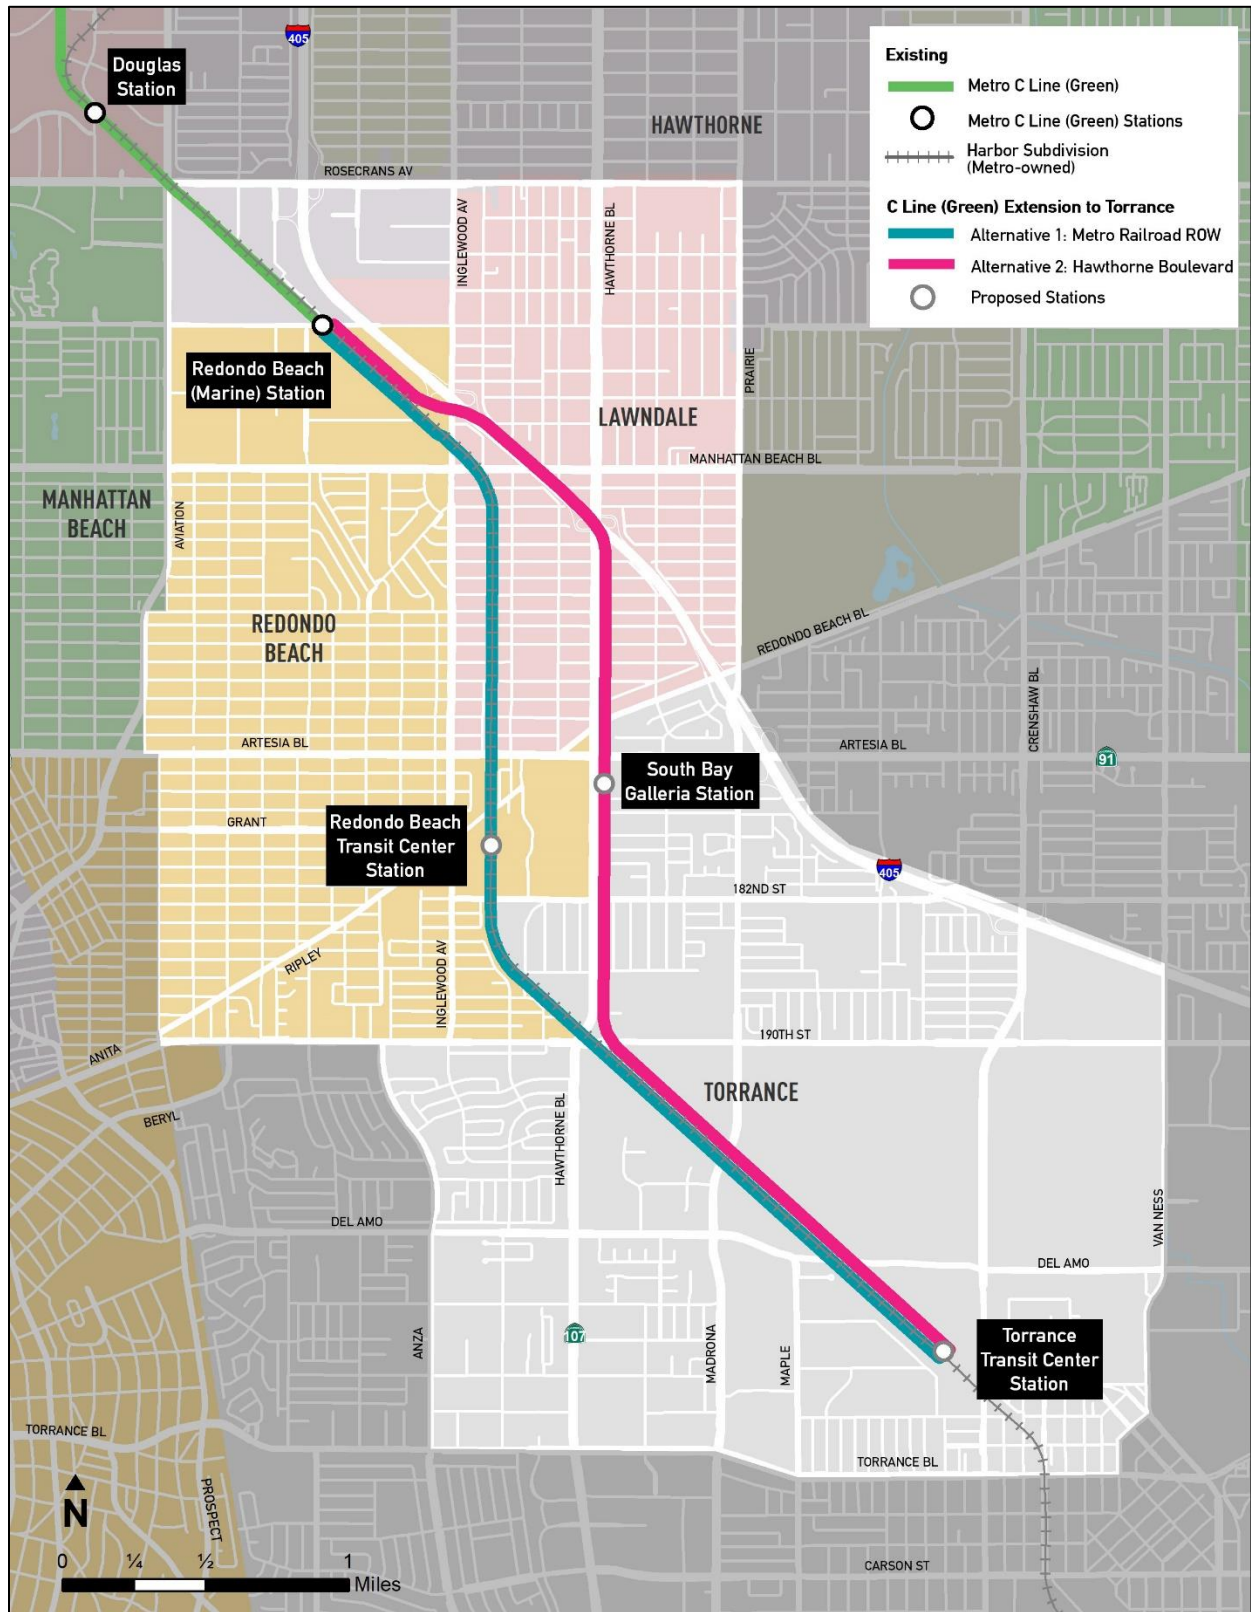 405
Douglas
Station
HAWTHORNE
Existing
Metro C Line (Green)
Metro C Line (Green) Stations
Harbor Subdivision
(Metro-owned)
C Line (Green) Extension to Torrance
Alternative 1: Metro Railroad ROW
Alternative 2: Hawthorne Boulevard
Proposed Stations
ROSECRANS AV
INGLEWOOD AV
HAWTHORNE BL
PRAIRIE
Redondo Beach
(Marine) Station
LAWNDALE
MANHATTAN BEACH BL
MANHATTAN
BEACH
AVIATION
REDONDO
BEACH
REDONDO BEACH BL
CRENSHAW BL
ARTESIA BL
ARTESIA BL
91
South Bay
Galleria Station
GRANT
Redondo Beach
Transit Center
Station
405
182ND ST
INGLEWOOD AV
RIPLEY
190TH ST
ANITA
BERYL
TORRANCE
HAWTHORNE BL
DEL AMO
VAN NESS
DEL AMO
ANZA
107
MADRONA
MAPLE
Torrance
Transit Center
Station
TORRANCE BL
TORRANCE BL
PROSPECT
N
CARSON ST
0 ¼ ½ 1
Miles